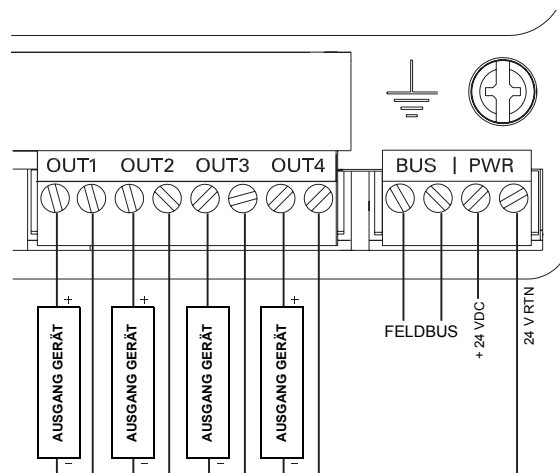 OUT1 OUT2 OUT3 OUT4 BUS | PWR
+ + +
AUSGANG GERÄT
AUSGANG GERÄT
AUSGANG GERÄT
AUSGANG GERÄT
− − − −
FELDBUS
+ 24 VDC
24 V RTN